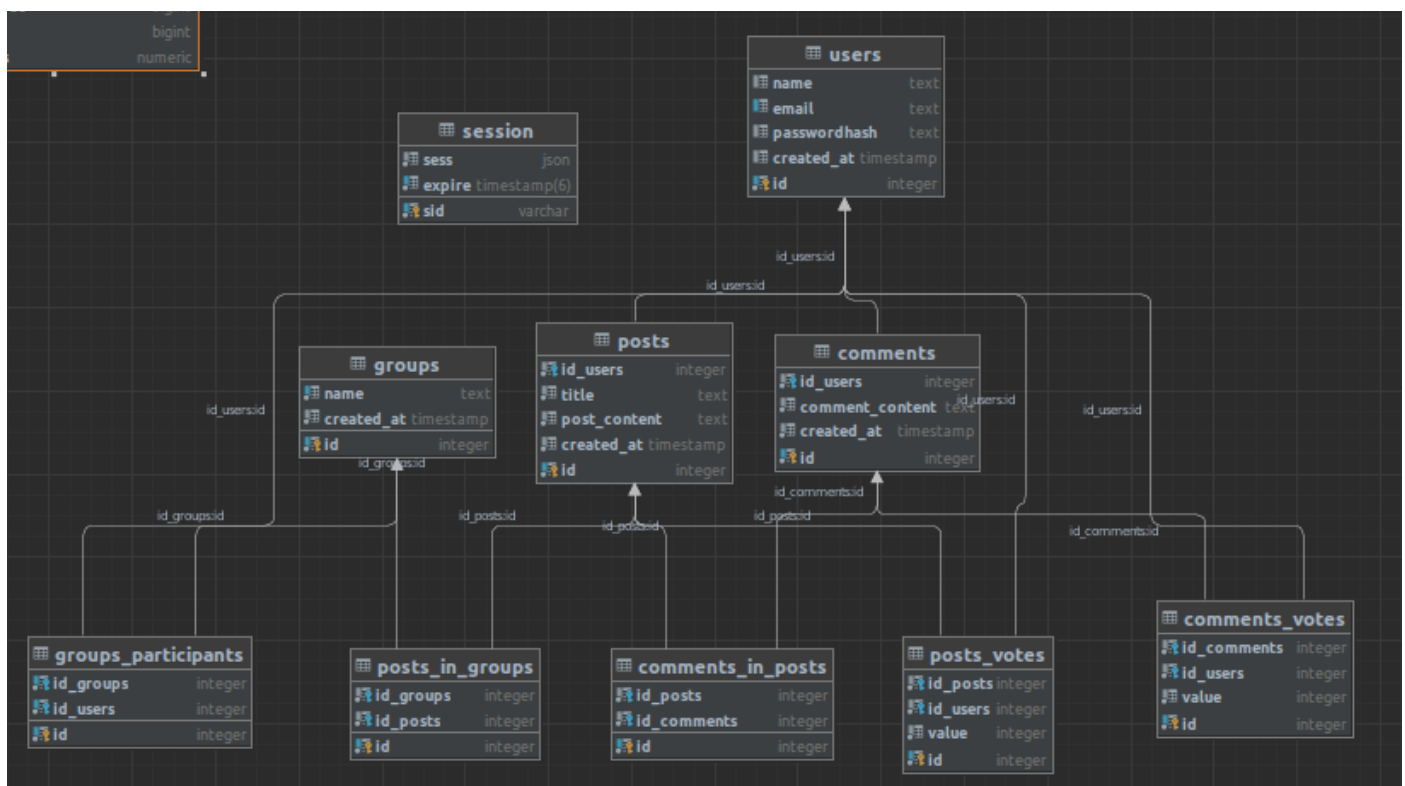 bigint
numeric
users
name text
email text
passwordhash text
created_at timestamp
id integer
session
sess json
expire timestamp(6)
sid varchar
id_users:id
id_users:id
groups
name text
created_at timestamp
id integer
posts
id_users integer
title text
post_content text
created_at timestamp
id integer
comments
id_users integer
comment_content text
created_at timestamp
id integer
id_users:id
id_users:id
id_users:id
id_groups:id
id_groups:id
id_posts:id
id_posts:id
id_posts:id
id_comments:id
id_comments:id
groups_participants
id_groups integer
id_users integer
id integer
posts_in_groups
id_groups integer
id_posts integer
id integer
comments_in_posts
id_posts integer
id_comments integer
id integer
posts_votes
id_posts integer
id_users integer
value integer
id integer
comments_votes
id_comments integer
id_users integer
value integer
id integer